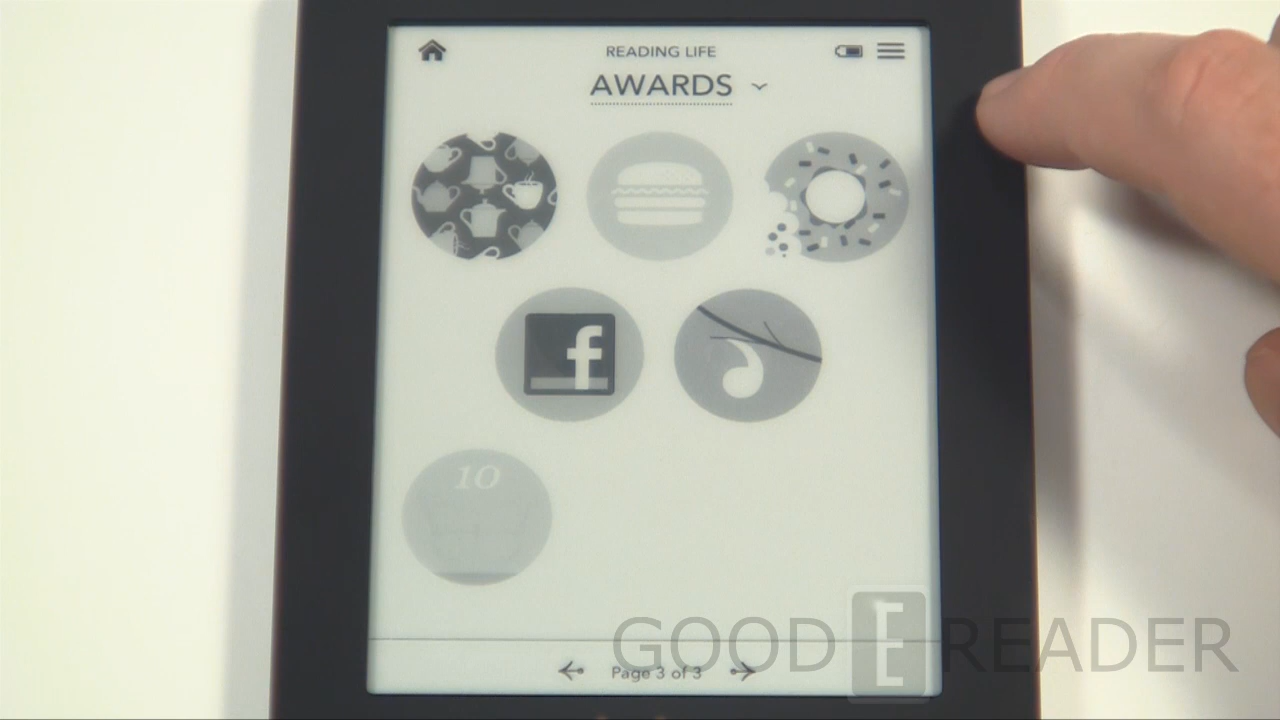 READING LIFE
AWARDS
f
10
Page 3 of 3
GOOD E READER